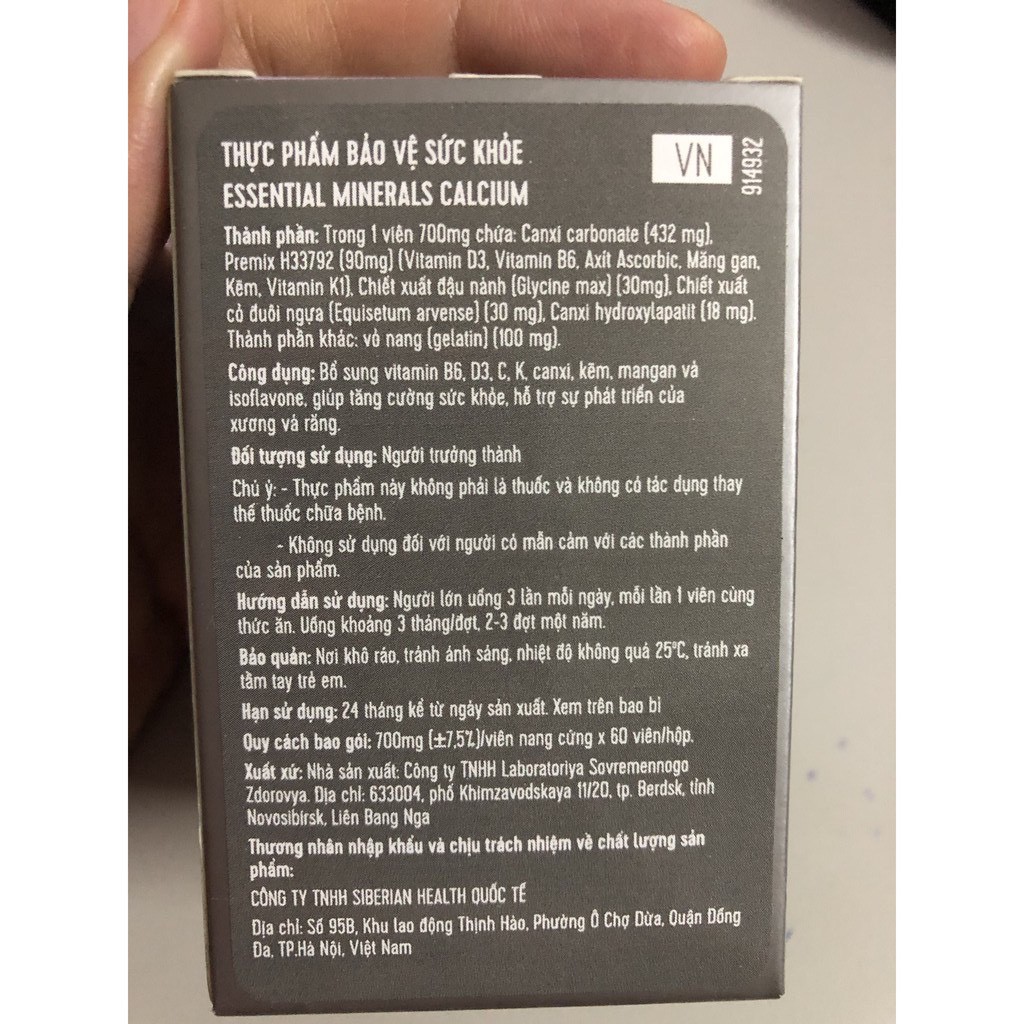 THỰC PHẨM BẢO VỆ SỨC KHỎE
ESSENTIAL MINERALS CALCIUM
VN
914932
Thành phần: Trong 1 viên 700mg chứa: Canxi carbonate (432 mg),
Premix H33792 (90mg) (Vitamin D3, Vitamin B6, Axít Ascorbic, Măng gan,
Kẽm, Vitamin K1), Chiết xuất đậu nành (Glycine max) (30mg), Chiết xuất
cỏ đuôi ngựa (Equisetum arvense) (30 mg), Canxi hydroxylapatit (18 mg).
Thành phần khác: vỏ nang (gelatin) (100 mg).
Công dụng: Bổ sung vitamin B6, D3, C, K, canxi, kẽm, mangan và
isoflavone, giúp tăng cường sức khỏe, hỗ trợ sự phát triển của
xương và răng.
Đối tượng sử dụng: Người trưởng thành
Chú ý: - Thực phẩm này không phải là thuốc và không có tác dụng thay
thế thuốc chữa bệnh.
- Không sử dụng đối với người có mẫn cảm với các thành phần
của sản phẩm.
Hướng dẫn sử dụng: Người lớn uống 3 lần mỗi ngày, mỗi lần 1 viên cùng
thức ăn. Uống khoảng 3 tháng/đợt, 2-3 đợt một năm.
Bảo quản: Nơi khô ráo, tránh ánh sáng, nhiệt độ không quá 25°C, tránh xa
tầm tay trẻ em.
Hạn sử dụng: 24 tháng kể từ ngày sản xuất. Xem trên bao bì
Quy cách bao gói: 700mg (±7,5%)/viên nang cứng x 60 viên/hộp.
Xuất xứ: Nhà sản xuất: Công ty TNHH Laboratoriya Sovremennogo
Zdorovya. Địa chỉ: 633004, phố Khimzavodskaya 11/20, tp. Berdsk, tỉnh
Novosibirsk, Liên Bang Nga
Thương nhân nhập khẩu và chịu trách nhiệm về chất lượng sản
phẩm:
CÔNG TY TNHH SIBERIAN HEALTH QUỐC TẾ
Địa chỉ: Số 95B, Khu lao động Thịnh Hào, Phường Ô Chợ Dừa, Quận Đống
Đa, TP.Hà Nội, Việt Nam